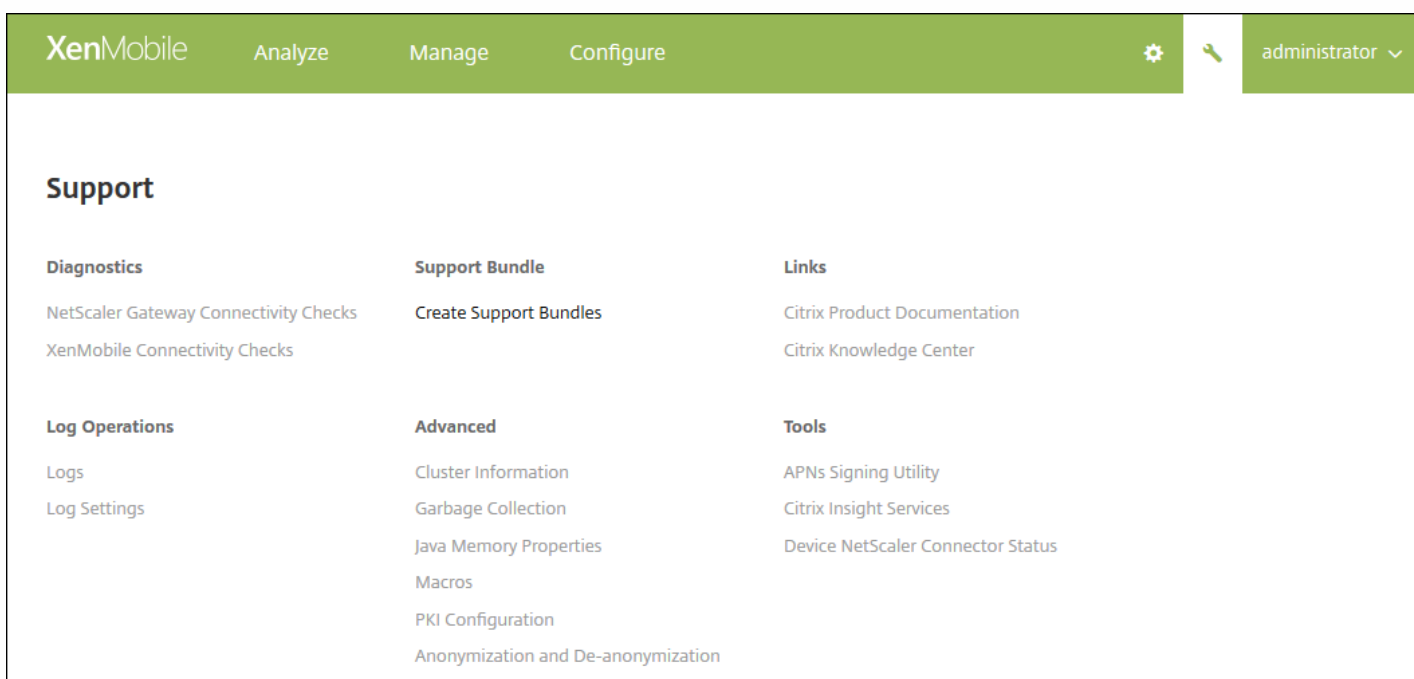 XenMobile Analyze Manage Configure administrator
Support
Diagnostics Support Bundle Links
NetScaler Gateway Connectivity Checks Create Support Bundles Citrix Product Documentation
XenMobile Connectivity Checks Citrix Knowledge Center
Log Operations Advanced Tools
Logs Cluster Information APNs Signing Utility
Log Settings Garbage Collection Citrix Insight Services
Java Memory Properties Device NetScaler Connector Status
Macros
PKI Configuration
Anonymization and De-anonymization